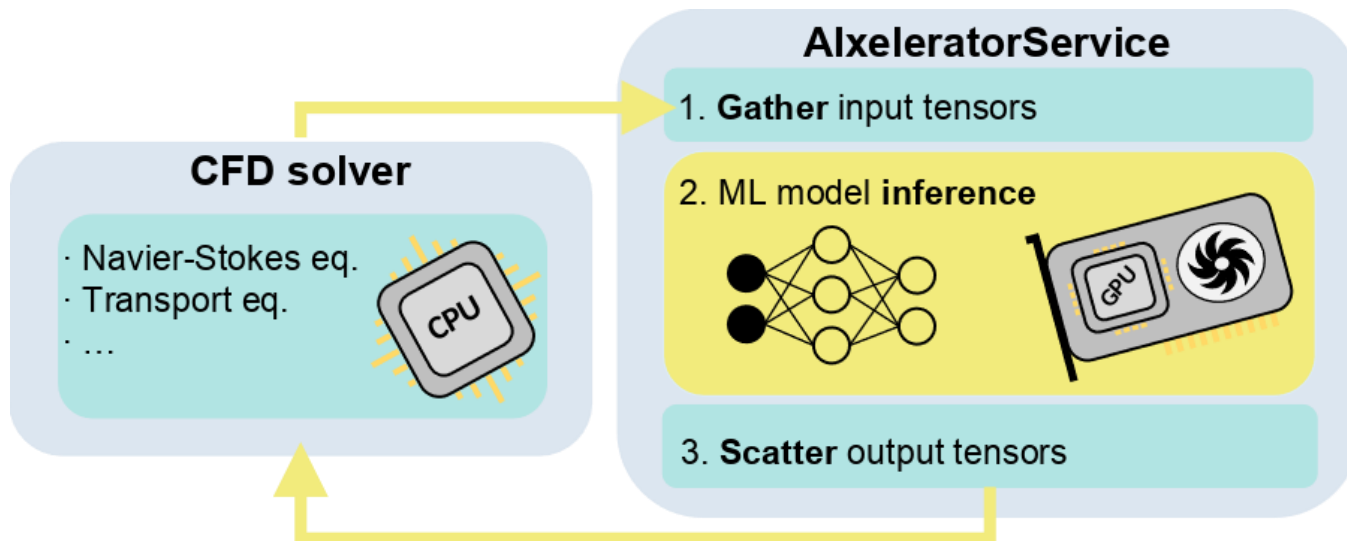 AIxeleratorService
1. Gather input tensors
CFD solver
2. ML model inference
· Navier-Stokes eq.
· Transport eq.
· ...
CPU
GPU
3. Scatter output tensors